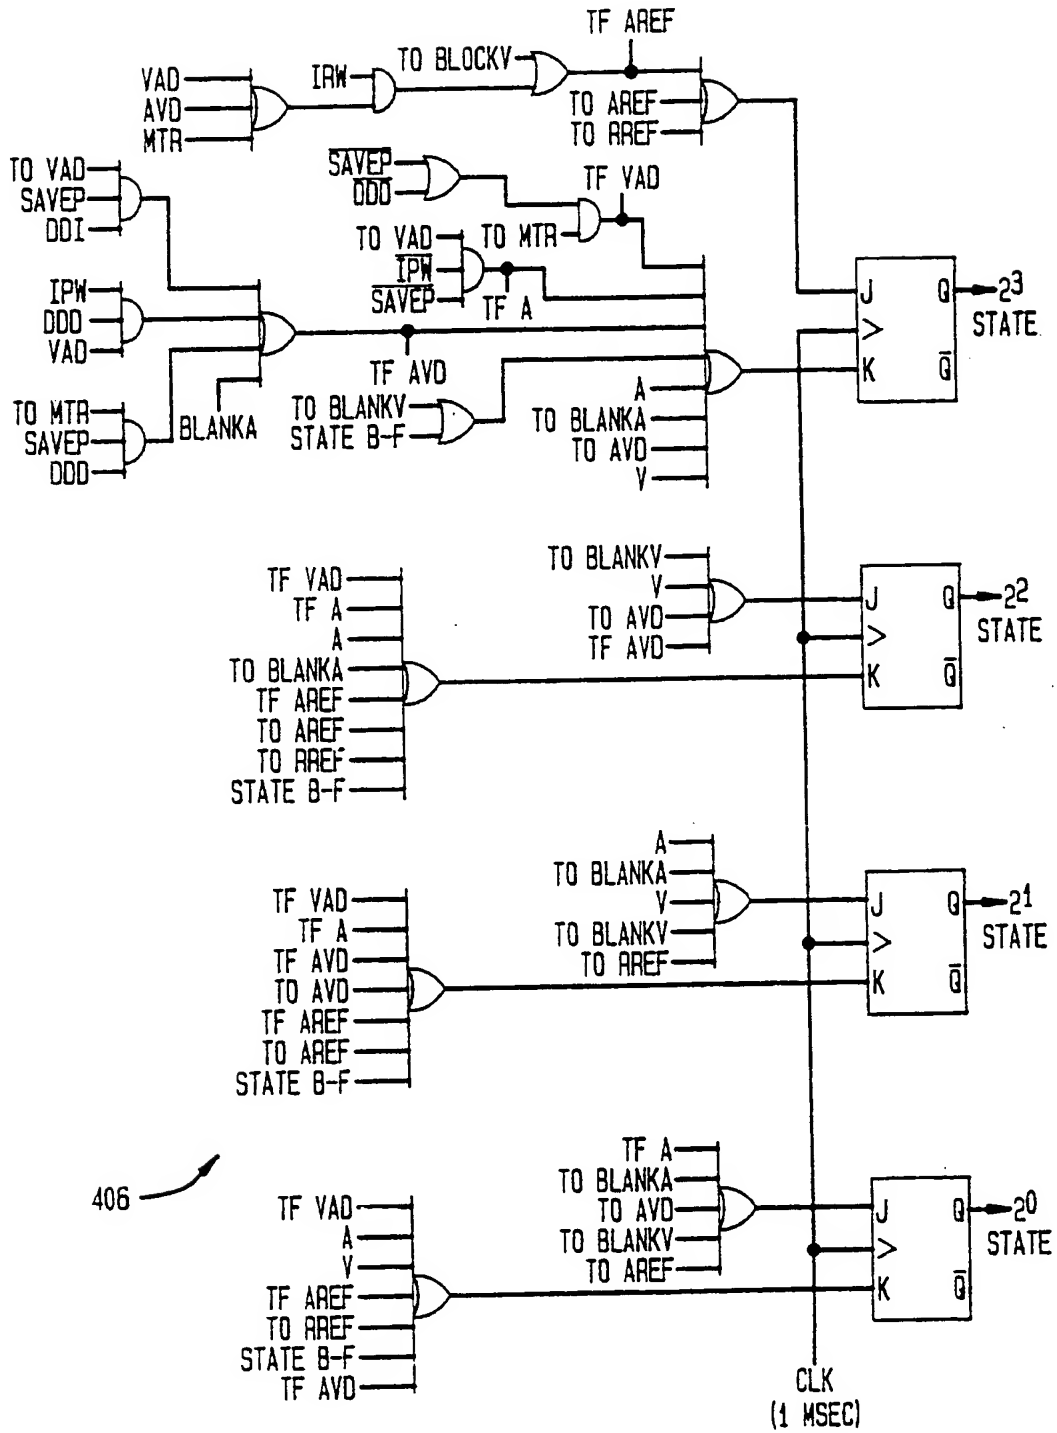 TF AREF
TO BLOCKV
VAD
AVD
MTR
IRW
TO AREF
TO RREF
TO VAD
SAVEP
DDI
SAVEP
DDD
TF VAD
TO MTR
TO VAD
IPW
SAVEP
TF A
IPW
DDD
VAD
TF AVD
TO MTR
SAVEP
DDD
BLANKA
TO BLANKV
STATE B-F
A
TO BLANKA
TO AVD
V
J
Q
>
K
Q
2³
STATE
TO BLANKV
V
TO AVD
TF AVD
TF VAD
TF A
A
TO BLANKA
TF AREF
TO AREF
TO RREF
STATE B-F
J
Q
>
K
Q
2²
STATE
A
TO BLANKA
V
TO BLANKV
TO RREF
TF VAD
TF A
TF AVD
TO AVD
TF AREF
TO AREF
STATE B-F
J
Q
>
K
Q
2¹
STATE
TF A
TO BLANKA
TO AVD
TO BLANKV
TO AREF
406
TF VAD
A
V
TF AREF
TO RREF
STATE B-F
TF AVD
J
Q
>
K
Q
2⁰
STATE
CLK
(1 MSEC)